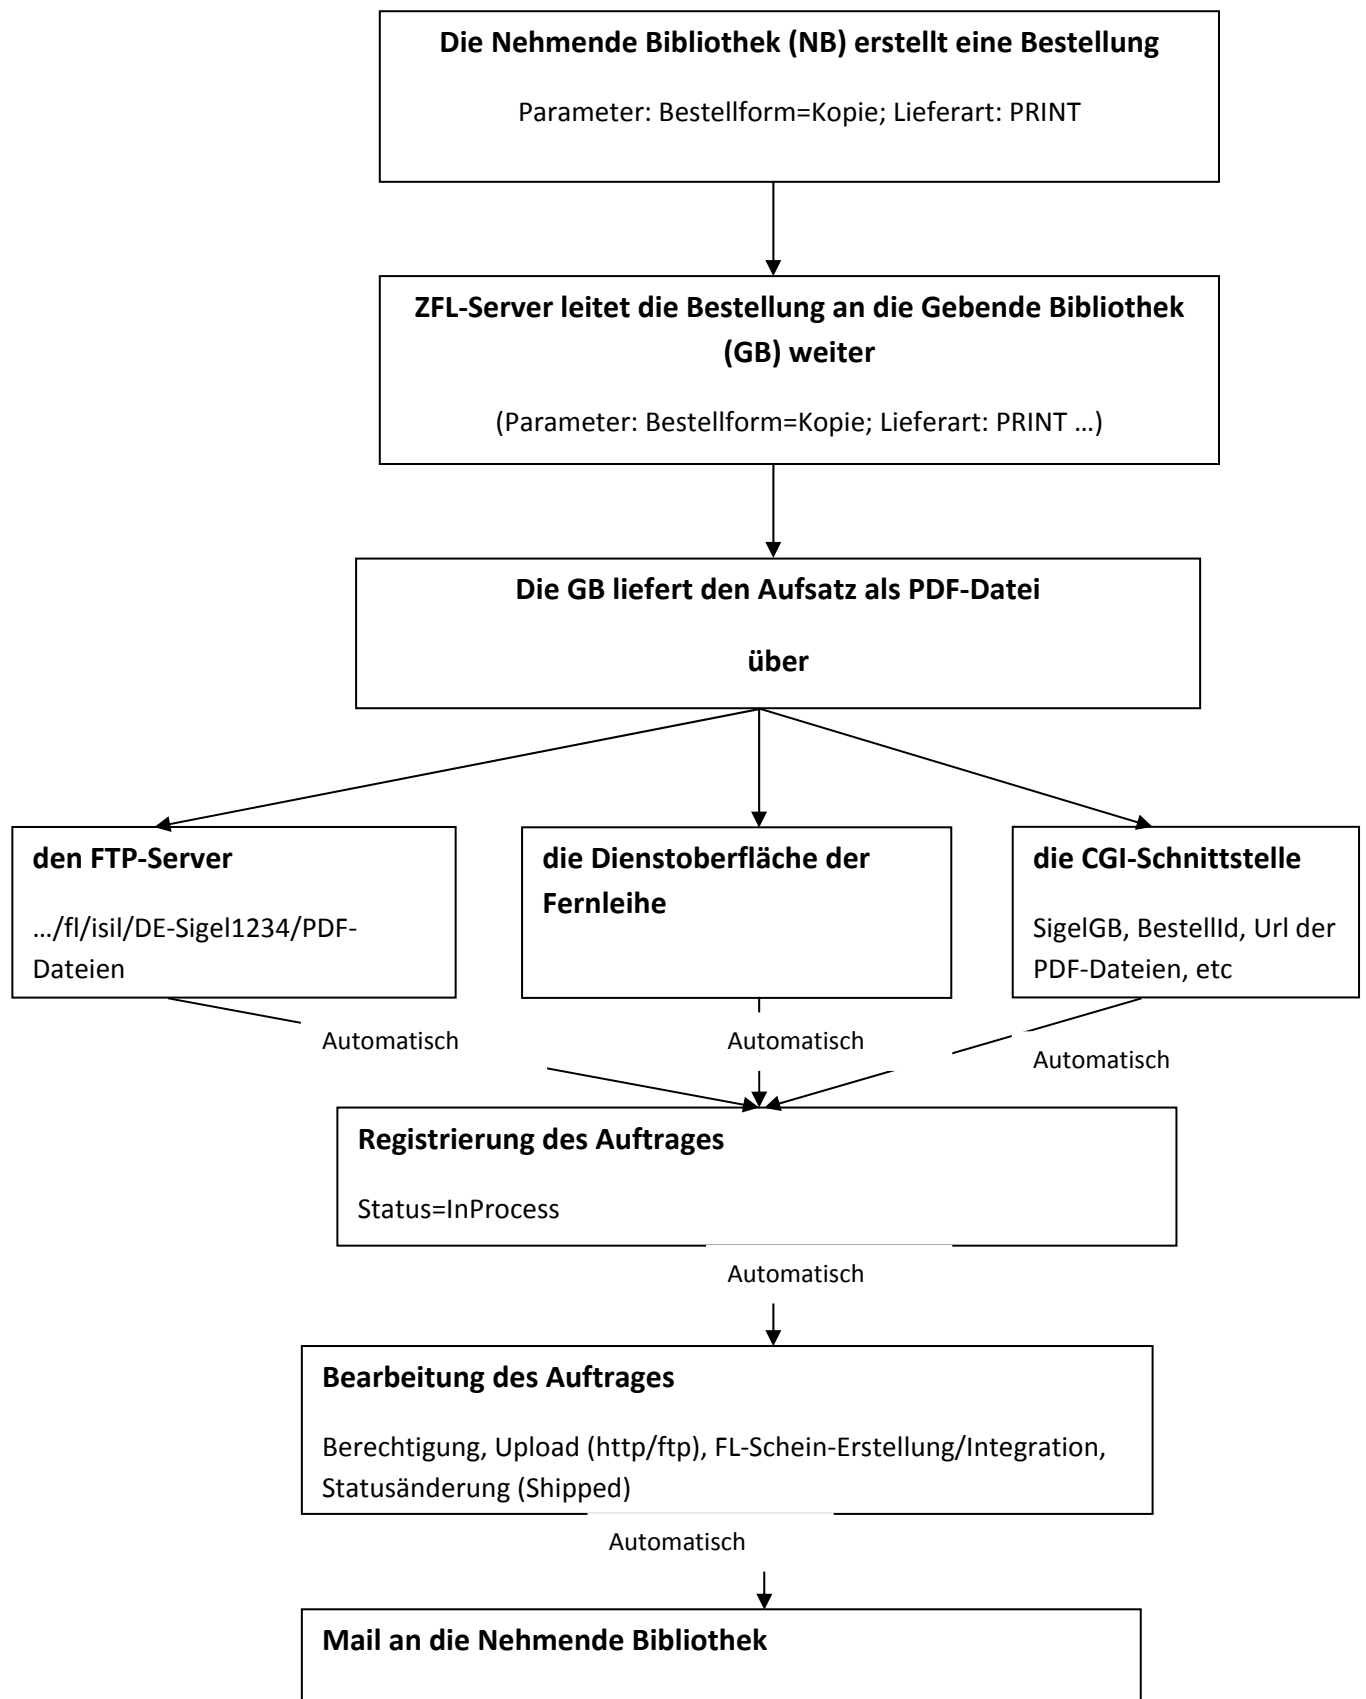 Die Nehmende Bibliothek (NB) erstellt eine Bestellung
Parameter: Bestellform=Kopie; Lieferart: PRINT
ZFL-Server leitet die Bestellung an die Gebende Bibliothek
(GB) weiter
(Parameter: Bestellform=Kopie; Lieferart: PRINT …)
Die GB liefert den Aufsatz als PDF-Datei
über
den FTP-Server
…/fl/isil/DE-Sigel1234/PDF-
Dateien
die Dienstoberfläche der
Fernleihe
die CGI-Schnittstelle
SigelGB, BestellId, Url der
PDF-Dateien, etc
Automatisch
Automatisch
Automatisch
Registrierung des Auftrages
Status=InProcess
Automatisch
Bearbeitung des Auftrages
Berechtigung, Upload (http/ftp), FL-Schein-Erstellung/Integration,
Statusänderung (Shipped)
Automatisch
Mail an die Nehmende Bibliothek